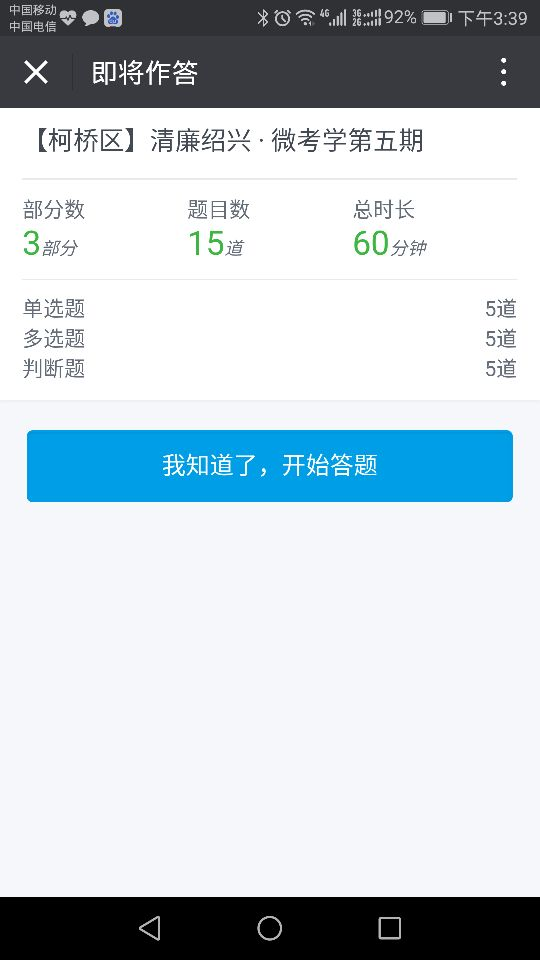 中国移动
中国电信
4G 3G 2G 92% 下午3:39
即将作答
【柯桥区】清廉绍兴 · 微考学第五期
部分数 题目数 总时长
3部分 15道 60分钟
单选题 5道
多选题 5道
判断题 5道
我知道了，开始答题